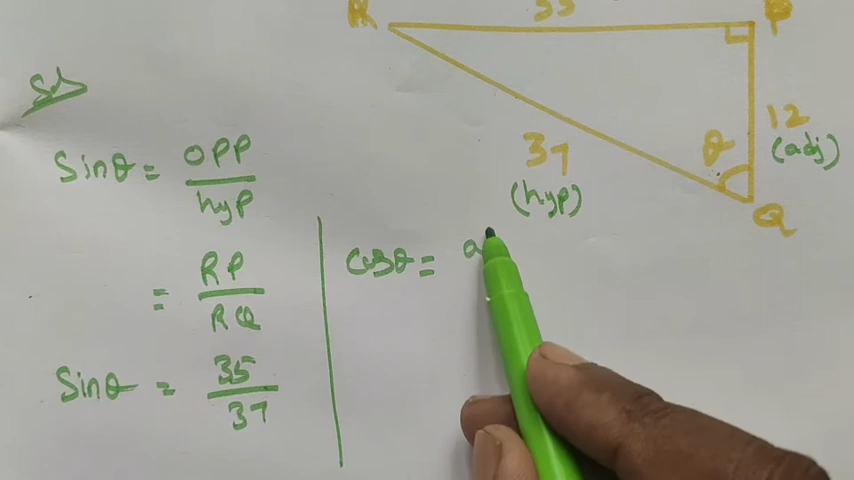 R 35 P
Sol
12
(adj)
θ
37
(hyp)
Q
Sinθ = opp
hyp
= RP
RQ
Sinθ = 35
37
Cosθ = a